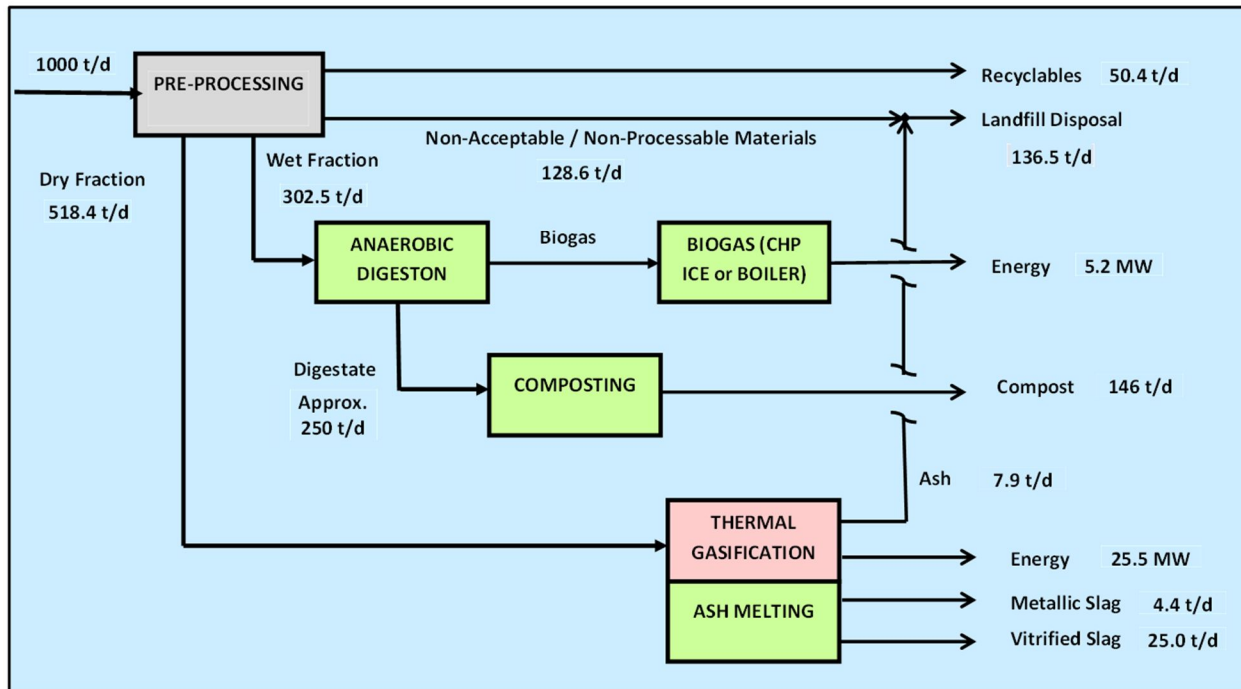 1000 t/d
PRE-PROCESSING
Recyclables 50.4 t/d
Landfill Disposal
136.5 t/d
Non-Acceptable / Non-Processable Materials
128.6 t/d
Wet Fraction
302.5 t/d
Dry Fraction
518.4 t/d
ANAEROBIC
DIGESTON
Biogas
BIOGAS (CHP
ICE or BOILER)
Energy 5.2 MW
Digestate
Approx.
250 t/d
COMPOSTING
Compost 146 t/d
Ash 7.9 t/d
THERMAL
GASIFICATION
Energy 25.5 MW
ASH MELTING
Metallic Slag 4.4 t/d
Vitrified Slag 25.0 t/d